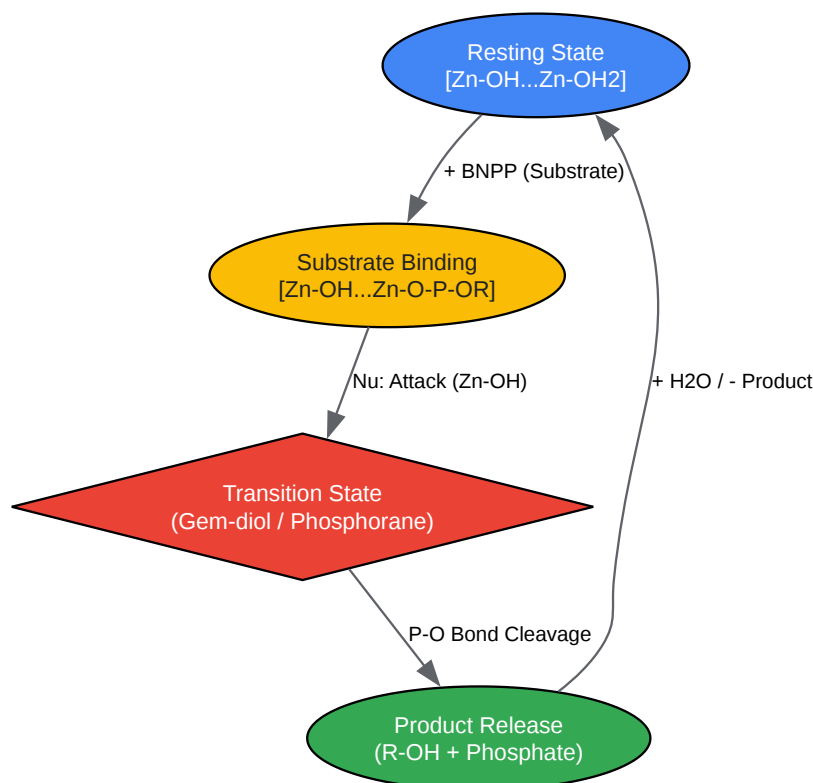 Resting State
[Zn-OH...Zn-OH2]
+ BNPP (Substrate)
Substrate Binding
[Zn-OH...Zn-O-P-OR]
Nu: Attack (Zn-OH)
+ H2O / - Product
Transition State
(Gem-diol / Phosphorane)
P-O Bond Cleavage
Product Release
(R-OH + Phosphate)